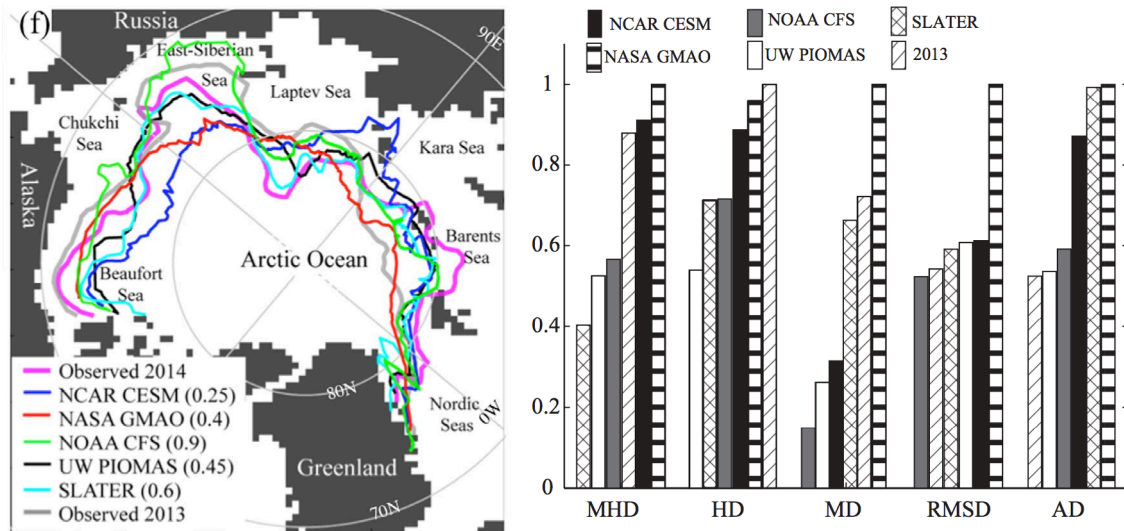 (f)
Russia
90E
East-Siberian
Sea
Laptev Sea
Chukchi
Sea
Kara Sea
Alaska
Barents
Sea
Arctic Ocean
Beaufort
Sea
Observed 2014
NCAR CESM (0.25)
NASA GMAO (0.4)
NOAA CFS (0.9)
UW PIOMAS (0.45)
SLATER (0.6)
Observed 2013
80N
Nordic
Seas
0W
Greenland
70N
NCAR CESM
NOAA CFS
SLATER
NASA GMAO
UW PIOMAS
2013
1
0.8
0.6
0.4
0.2
0
MHD
HD
MD
RMSD
AD